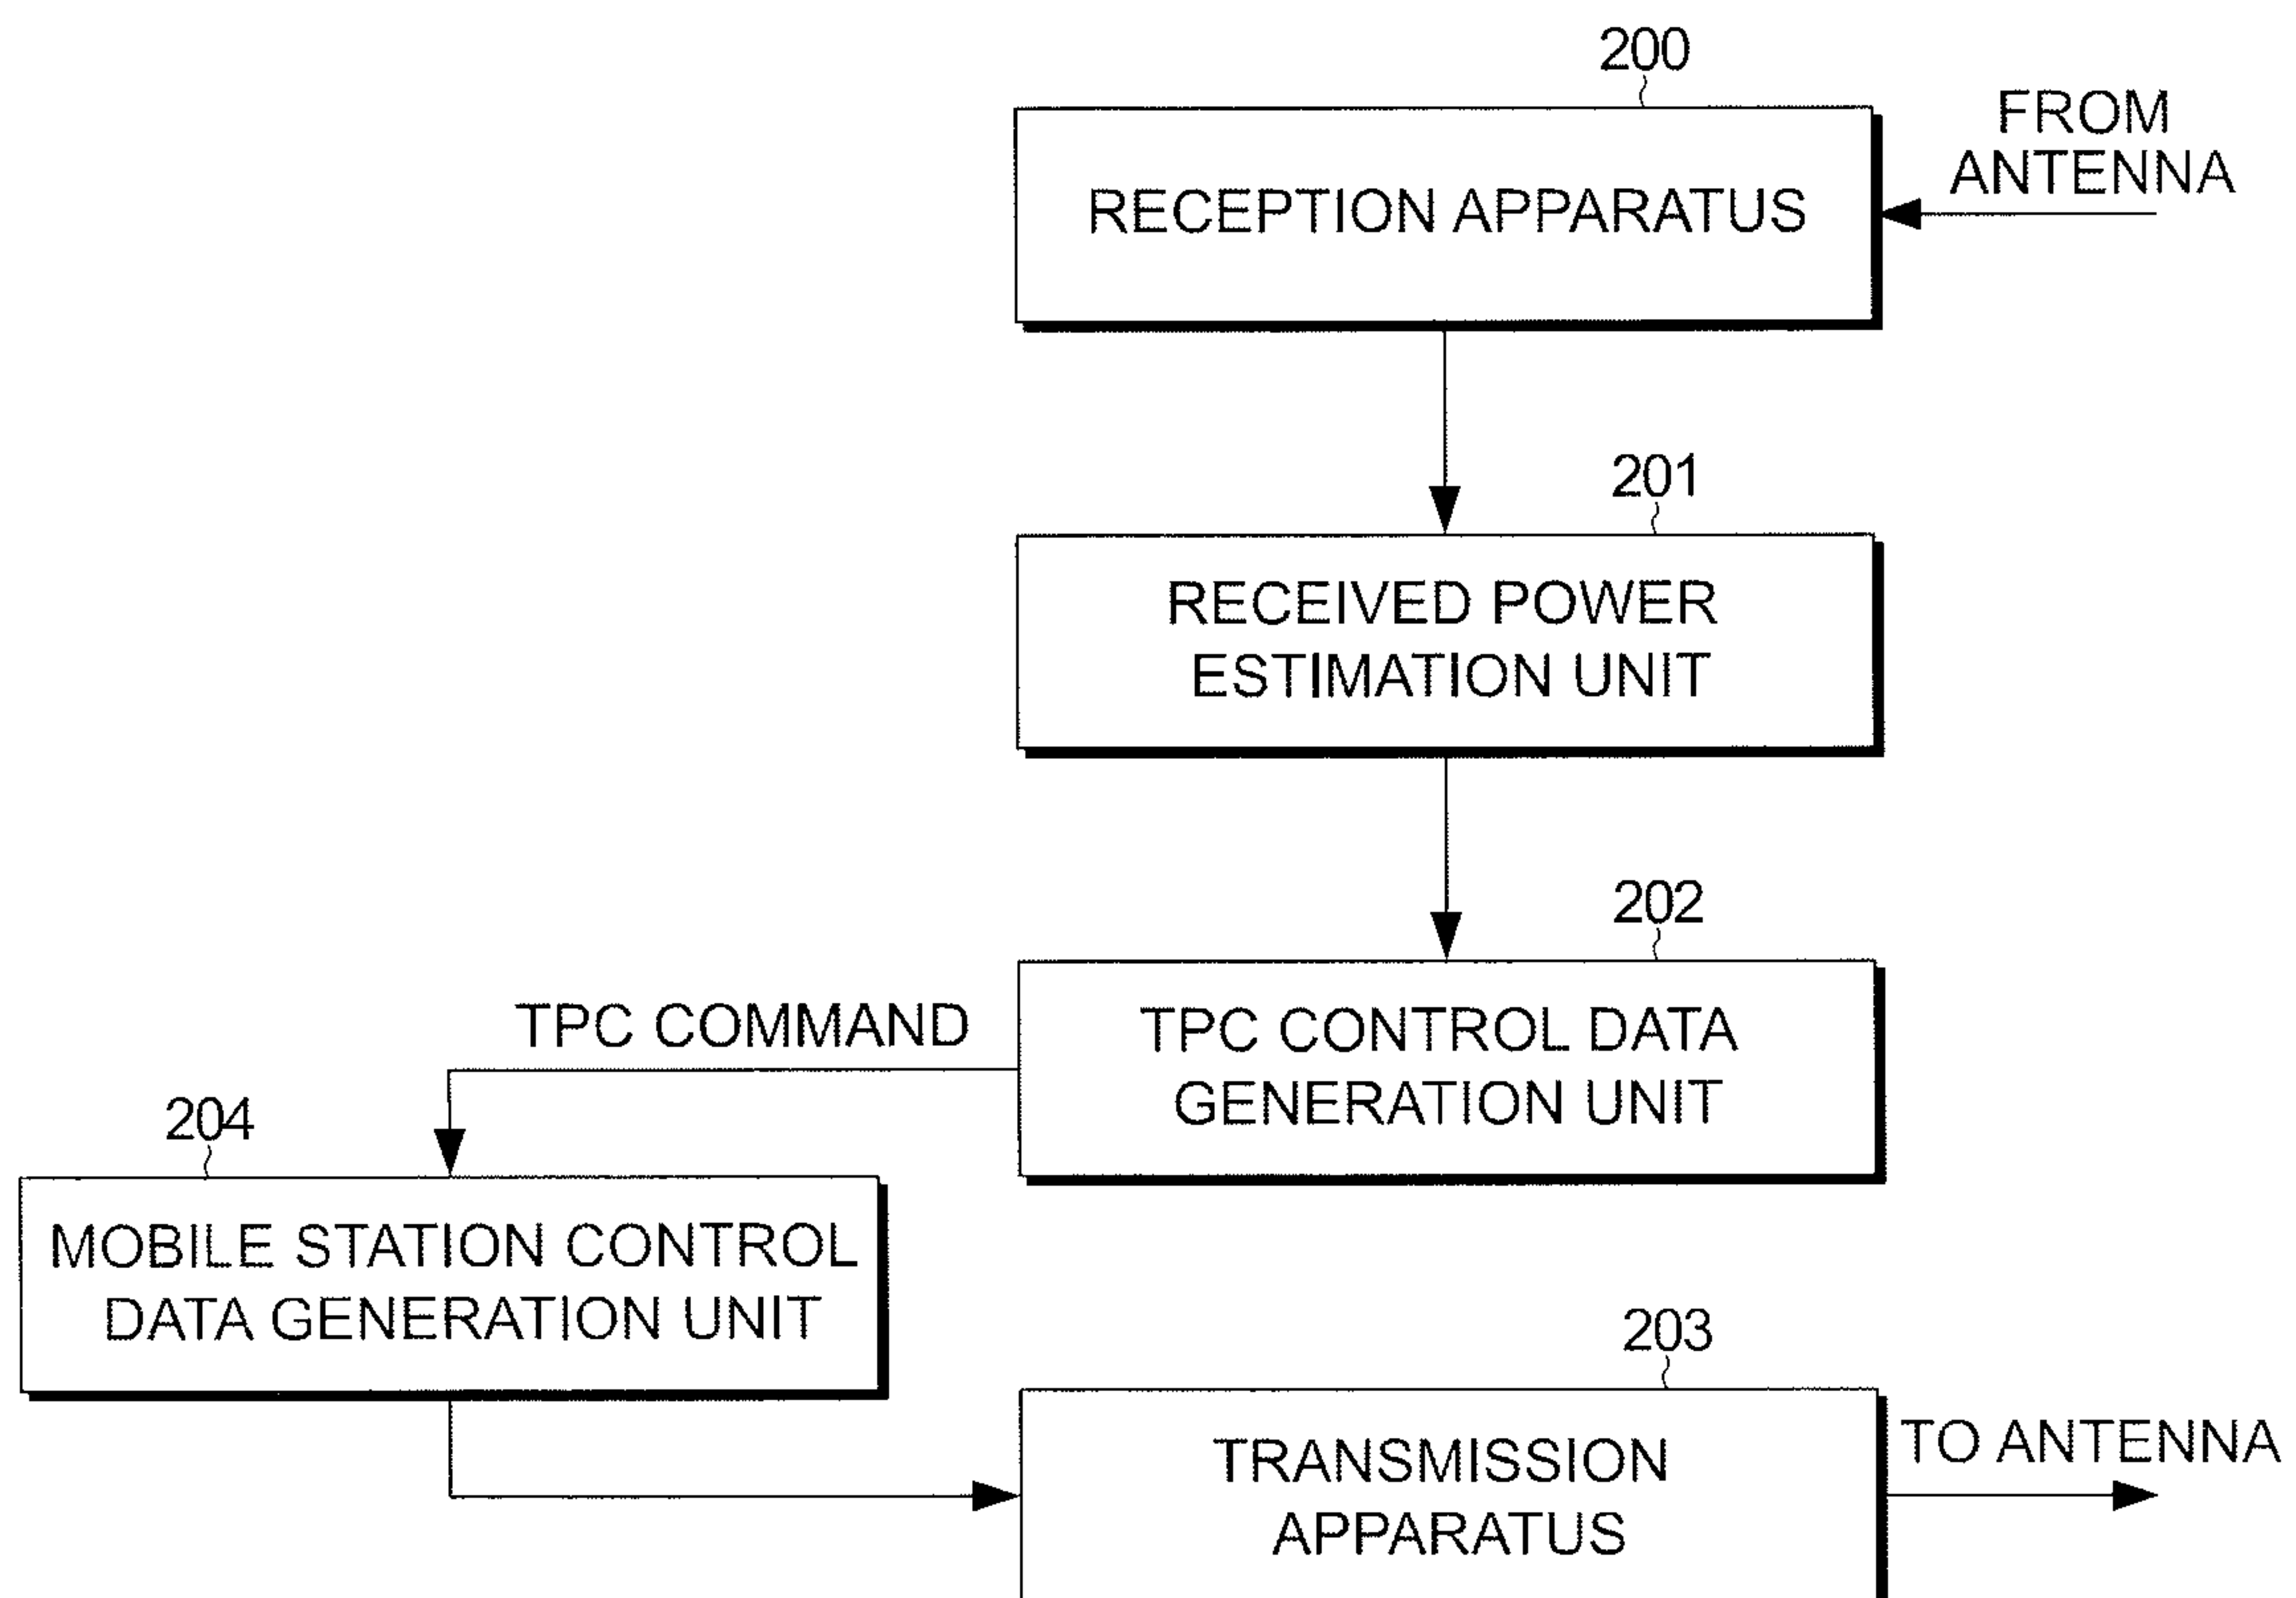 200
FROM
ANTENNA
RECEPTION APPARATUS
201
RECEIVED POWER
ESTIMATION UNIT
202
TPC COMMAND
TPC CONTROL DATA
GENERATION UNIT
204
MOBILE STATION CONTROL
DATA GENERATION UNIT
203
TRANSMISSION
APPARATUS
TO ANTENNA